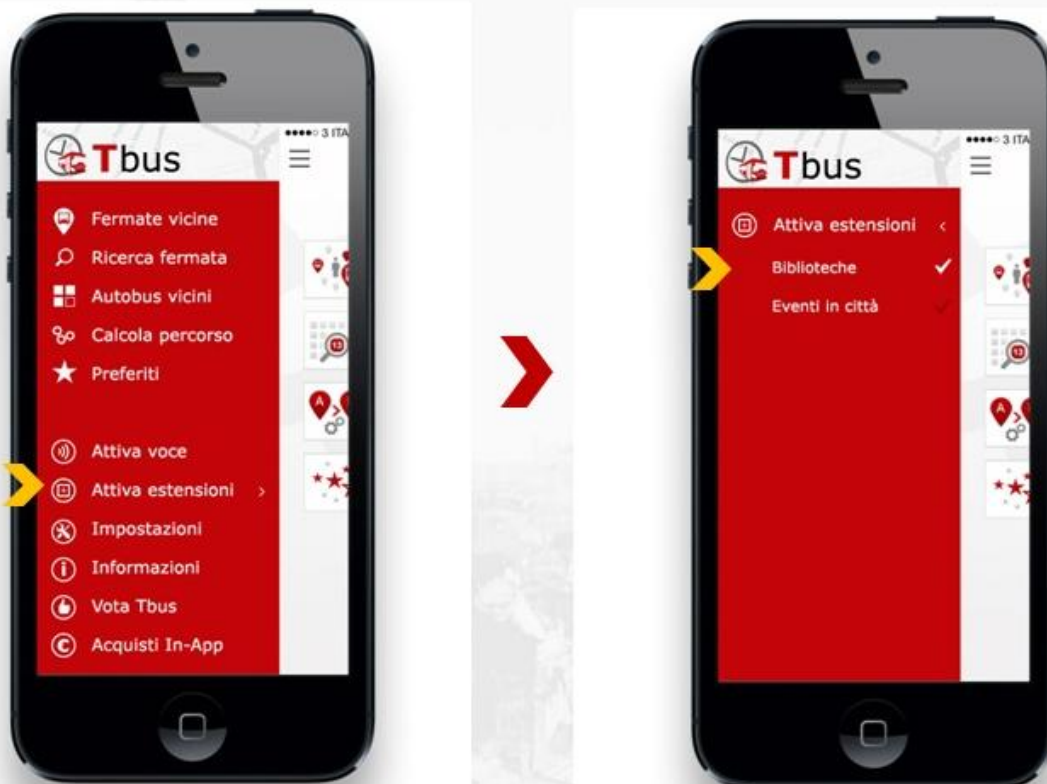 3 ITA
Tbus
Fermate vicine
Ricerca fermata
Autobus vicini
Calcola percorso
Preferiti
Attiva voce
Attiva estensioni >
Impostazioni
Informazioni
Vota Tbus
Acquisti In-App
A
3 ITA
Tbus
Attiva estensioni <
Biblioteche
Eventi in città
13
A